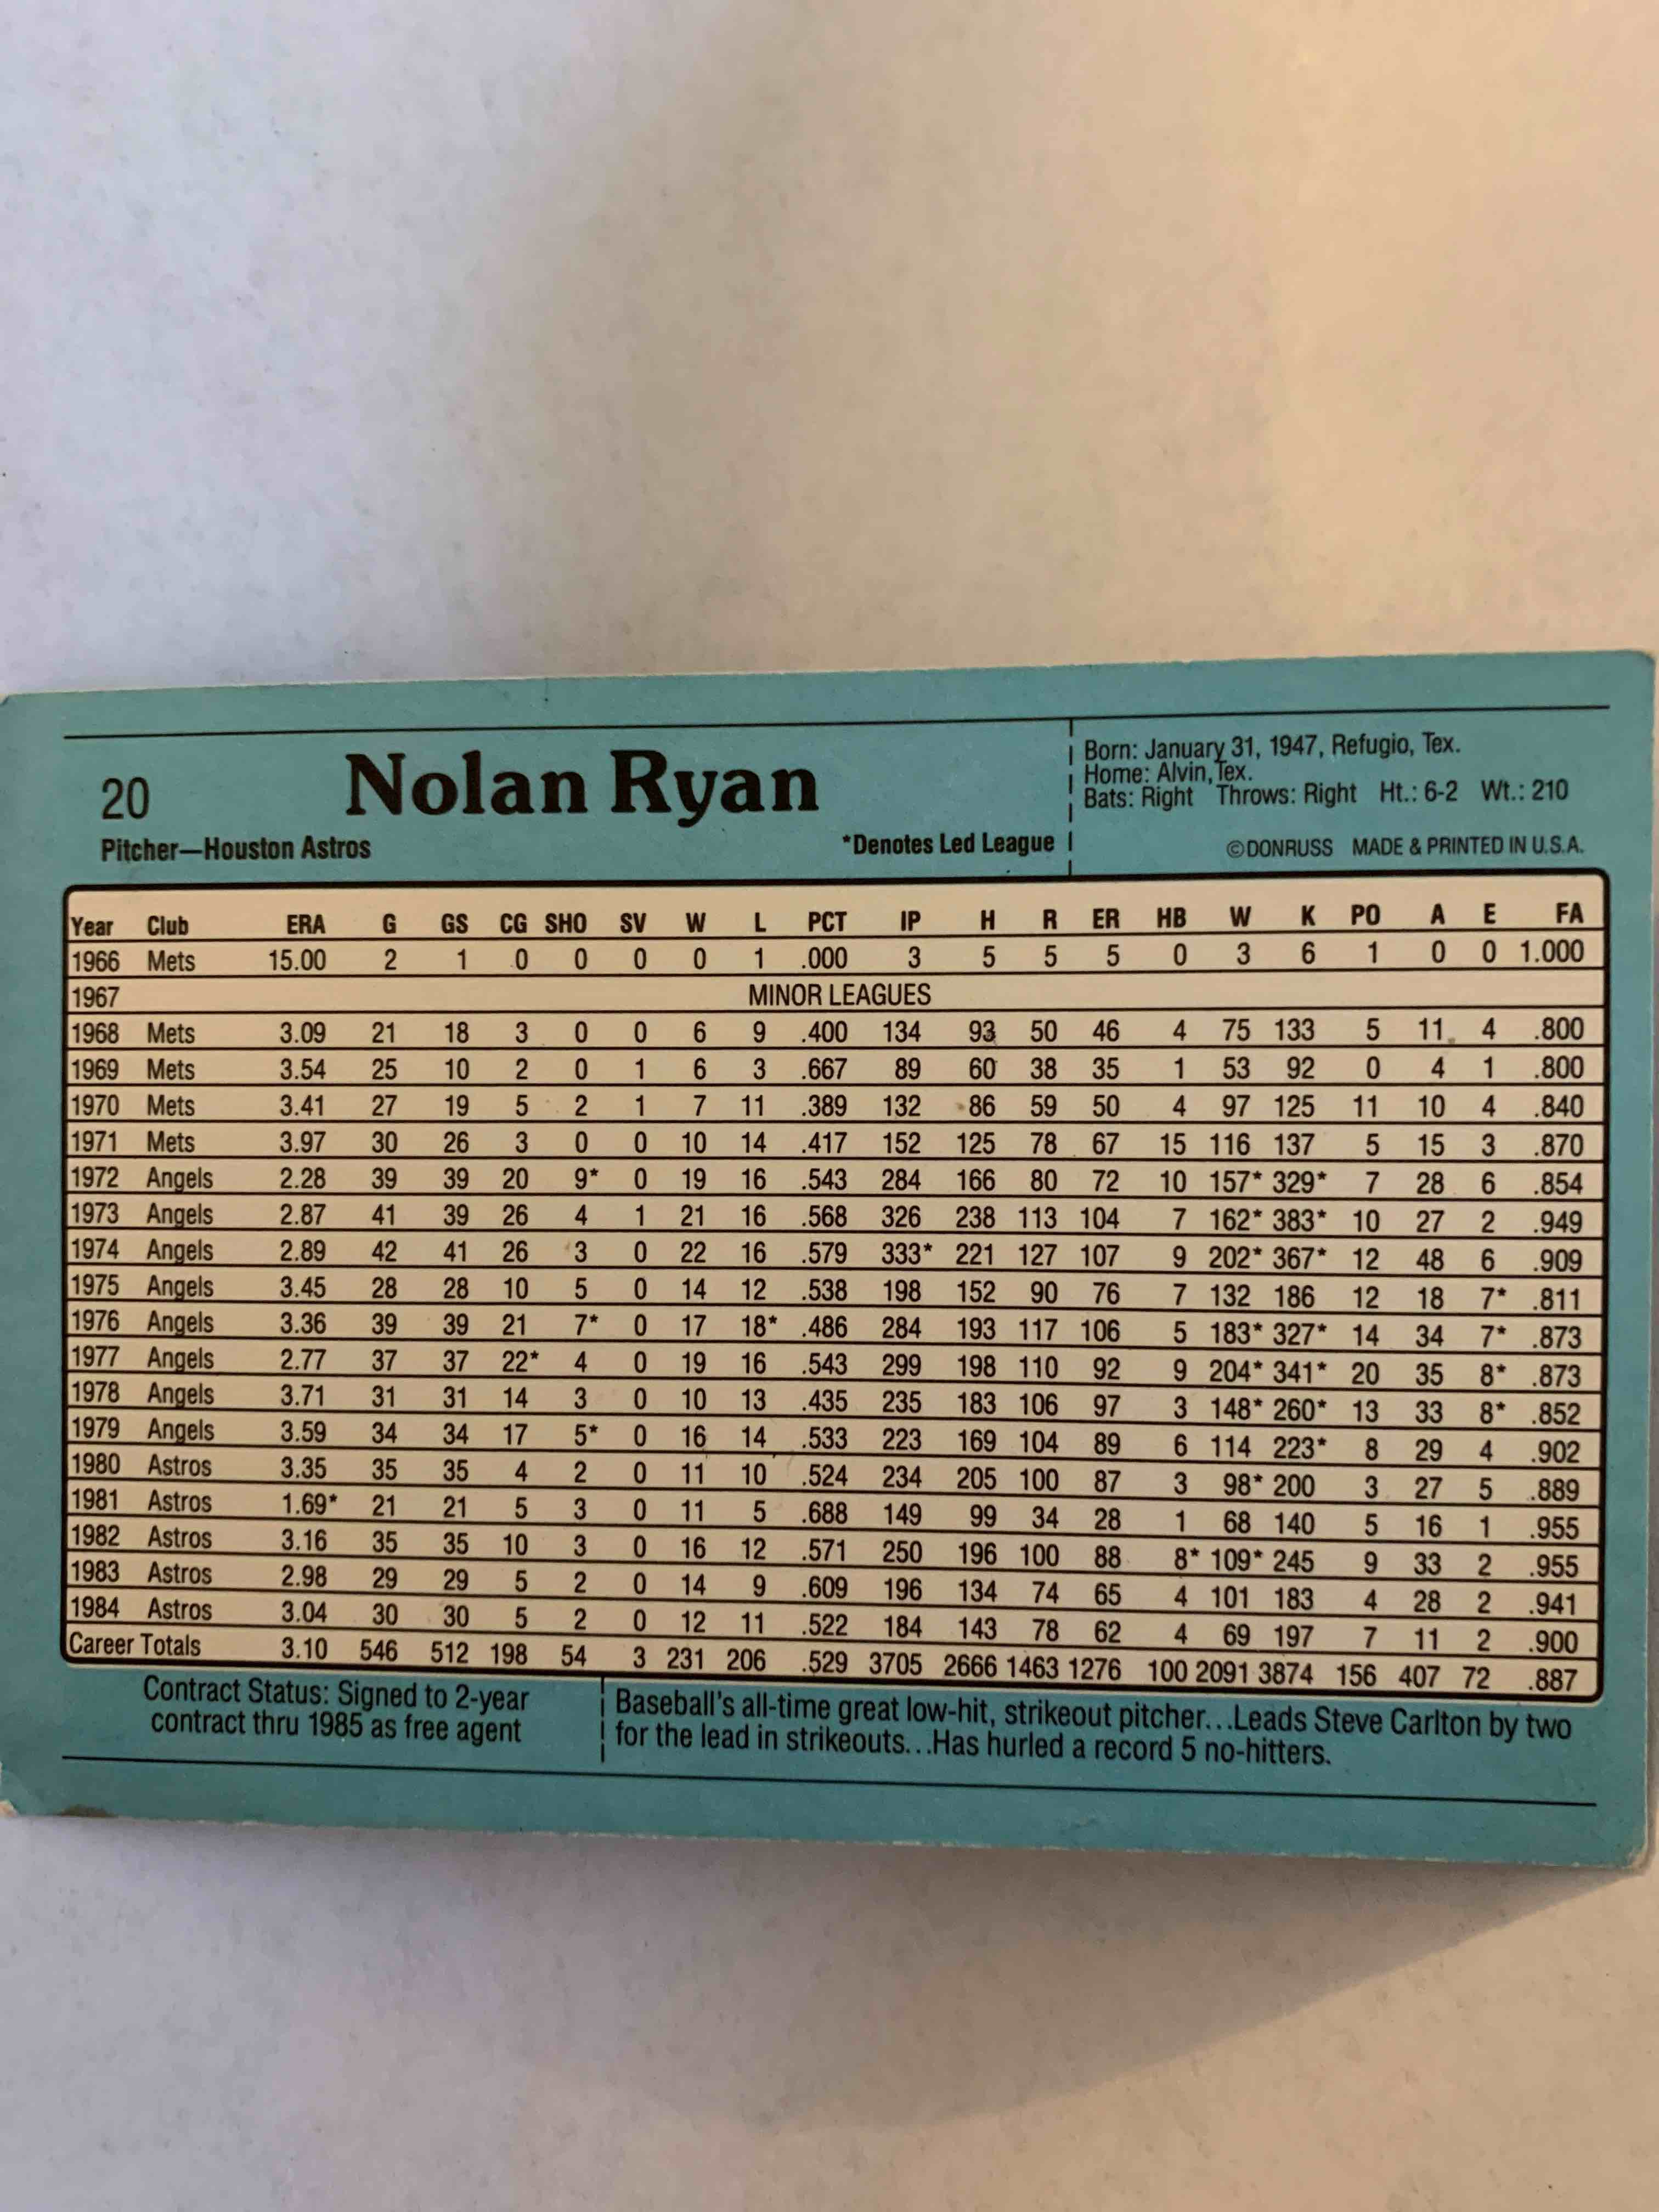 20 Nolan Ryan
Pitcher—Houston Astros
*Denotes Led League
Born: January 31, 1947, Refugio, Tex.
Home: Alvin, Tex.
Bats: Right Throws: Right Ht.: 6-2 Wt.: 210
©DONRUSS MADE & PRINTED IN U.S.A.
Year Club ERA G GS CG SHO SV W L PCT IP H R ER HB W K PO A E FA
1966 Mets 15.00 2 1 0 0 0 0 1 .000 3 5 5 5 0 3 6 1 0 0 1.000
1967 MINOR LEAGUES
1968 Mets 3.09 21 18 3 0 0 6 9 .400 134 93 50 46 4 75 133 5 11 4 .800
1969 Mets 3.54 25 10 2 0 1 6 3 .667 89 60 38 35 1 53 92 0 4 1 .800
1970 Mets 3.41 27 19 5 2 1 7 11 .389 132 86 59 50 4 97 125 11 10 4 .840
1971 Mets 3.97 30 26 3 0 0 10 14 .417 152 125 78 67 15 116 137 5 15 3 .870
1972 Angels 2.28 39 39 20 9* 0 19 16 .543 284 166 80 72 10 157* 329* 7 28 6 .854
1973 Angels 2.87 41 39 26 4 1 21 16 .568 326 238 113 104 7 162* 383* 10 27 2 .949
1974 Angels 2.89 42 41 26 3 0 22 16 .579 333* 221 127 107 9 202* 367* 12 48 6 .909
1975 Angels 3.45 28 28 10 5 0 14 12 .538 198 152 90 76 7 132 186 12 18 7* .811
1976 Angels 3.36 39 39 21 7* 0 17 18* .486 284 193 117 106 5 183* 327* 14 34 7* .873
1977 Angels 2.77 37 37 22* 4 0 19 16 .543 299 198 110 92 9 204* 341* 20 35 8* .873
1978 Angels 3.71 31 31 14 3 0 10 13 .435 235 183 106 97 3 148* 260* 13 33 8* .852
1979 Angels 3.59 34 34 17 5* 0 16 14 .533 223 169 104 89 6 114 223* 8 29 4 .902
1980 Astros 3.35 35 35 4 2 0 11 10 .524 234 205 100 87 3 98* 200 3 27 5 .889
1981 Astros 1.69* 21 21 5 3 0 11 5 .688 149 99 34 28 1 68 140 5 16 1 .955
1982 Astros 3.16 35 35 10 3 0 16 12 .571 250 196 100 88 8* 109* 245 9 33 2 .955
1983 Astros 2.98 29 29 5 2 0 14 9 .609 196 134 74 65 4 101 183 4 28 2 .941
1984 Astros 3.04 30 30 5 2 0 12 11 .522 184 143 78 62 4 69 197 7 11 2 .900
Career Totals 3.10 546 512 198 54 3 231 206 .529 3705 2666 1463 1276 100 2091 3874 156 407 72 .887
Contract Status: Signed to 2-year
contract thru 1985 as free agent
Baseball's all-time great low-hit, strikeout pitcher...Leads Steve Carlton by two
for the lead in strikeouts...Has hurled a record 5 no-hitters.